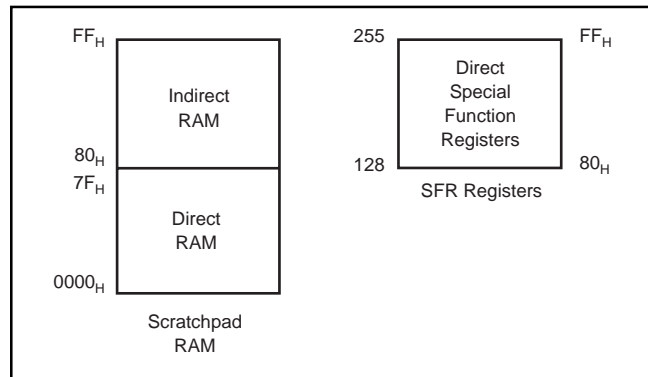 FFH
Indirect
RAM
80H
7FH
Direct
RAM
0000H
Scratchpad
RAM
255
FFH
Direct
Special
Function
Registers
128
80H
SFR Registers